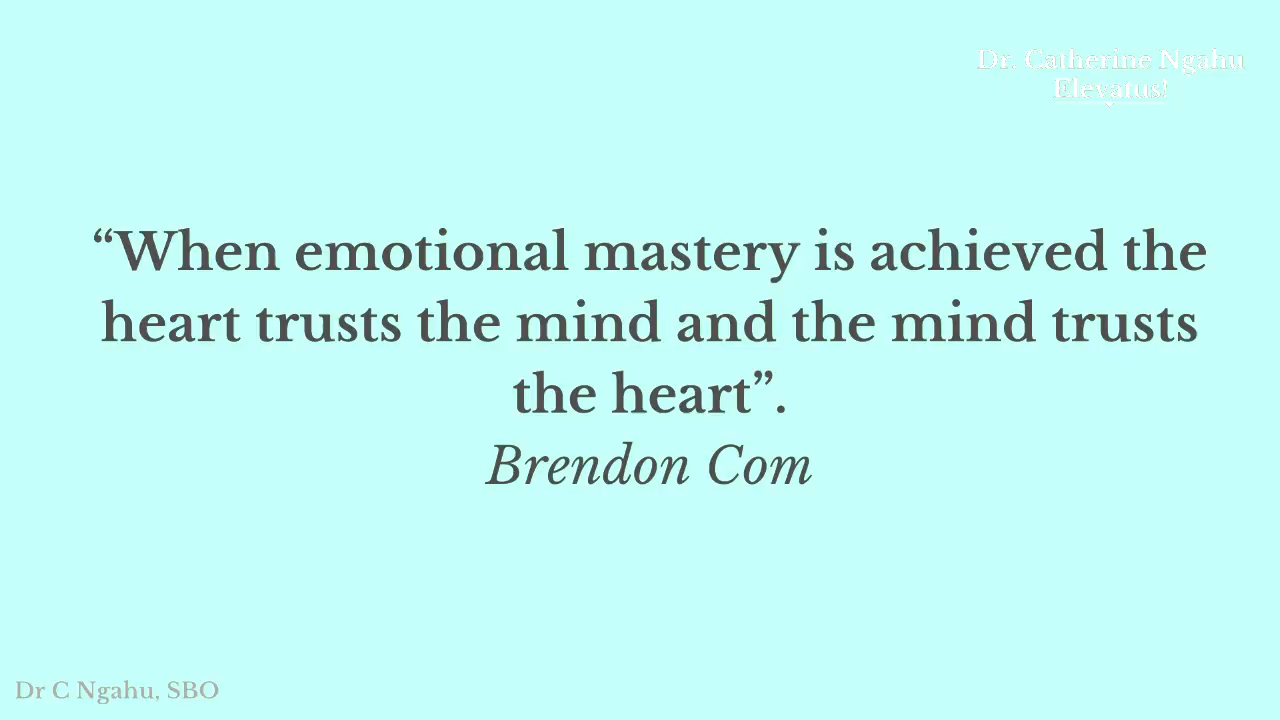 Dr. Catherine Ngahu
Elevatus!
“When emotional mastery is achieved the
heart trusts the mind and the mind trusts
the heart”.
Brendon Com
Dr C Ngahu, SBO